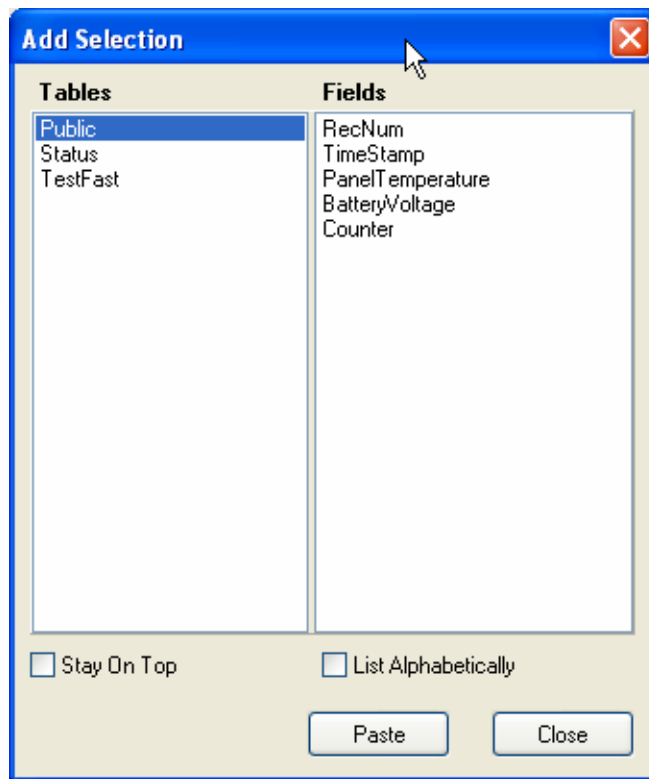 Add Selection
Tables
Fields
Public
Status
TestFast
RecNum
TimeStamp
PanelTemperature
BatteryVoltage
Counter
Stay On Top
List Alphabetically
Paste
Close